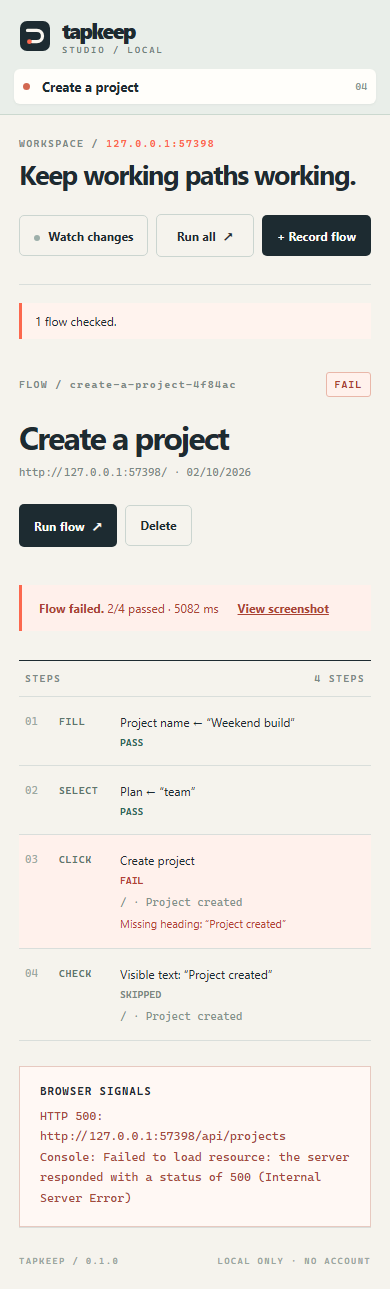 tapkeep
STUDIO / LOCAL
Create a project 04
WORKSPACE / 127.0.0.1:57398
Keep working paths working.
Watch changes Run all ↗ + Record flow
1 flow checked.
FLOW / create-a-project-4f84ac FAIL
Create a project
http://127.0.0.1:57398/ · 02/10/2026
Run flow ↗ Delete
Flow failed. 2/4 passed · 5082 ms View screenshot
STEPS 4 STEPS
01 FILL Project name ← “Weekend build”
PASS
02 SELECT Plan ← “team”
PASS
03 CLICK Create project
FAIL
/ · Project created
Missing heading: “Project created”
04 CHECK Visible text: “Project created”
SKIPPED
/ · Project created
BROWSER SIGNALS
HTTP 500:
http://127.0.0.1:57398/api/projects
Console: Failed to load resource: the server
responded with a status of 500 (Internal
Server Error)
TAPKEEP / 0.1.0 LOCAL ONLY · NO ACCOUNT